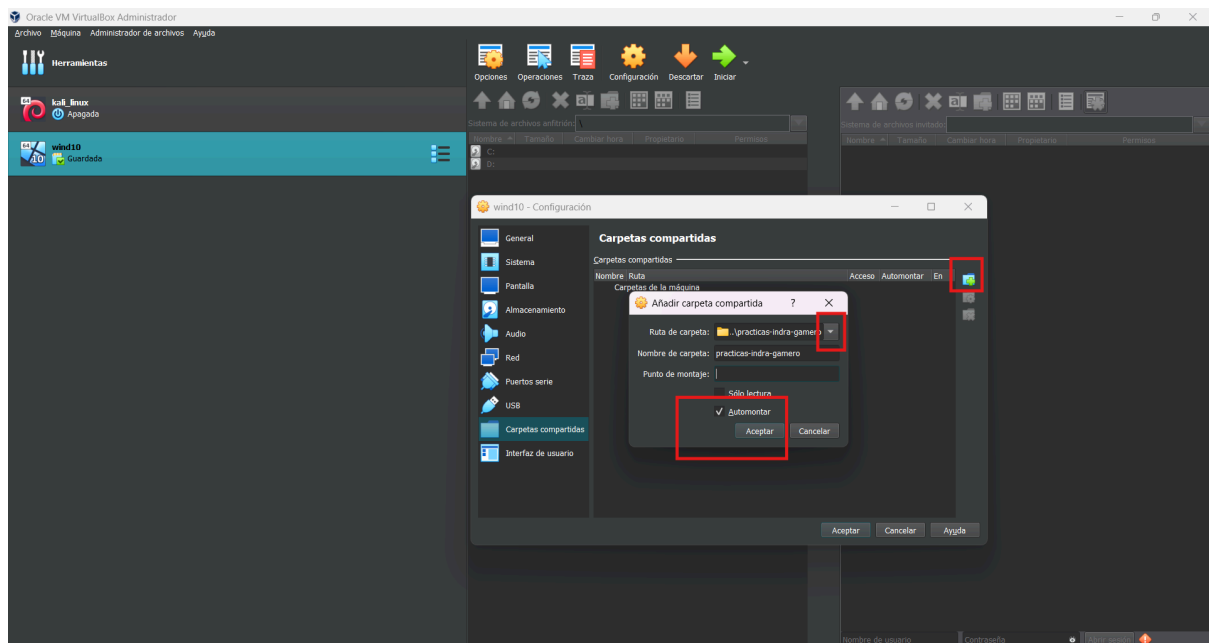 Oracle VM VirtualBox Administrador
Archivo Máquina Administrador de archivos Ayuda
Herramientas
Opciones Operaciones Traza Configuración Descartar Iniciar
64 kali_linux
Apagada
64 wind10
10 Guardada
Sistema de archivos anfitrión: \
Nombre Tamaño Cambiar hora Propietario Permisos
C:
D:
Sistema de archivos invitado:
Nombre Tamaño Cambiar hora Propietario Permisos
wind10 - Configuración
General
Sistema
Pantalla
Almacenamiento
Audio
Red
Puertos serie
USB
Carpetas compartidas
Interfaz de usuario
Carpetas compartidas
Carpetas compartidas
Nombre Ruta Acceso Automontar En
Carpetas de la máquina
Añadir carpeta compartida ?
Ruta de carpeta: ..\practicas-indra-gamero
Nombre de carpeta: practicas-indra-gamero
Punto de montaje:
Sólo lectura
Automontar
Aceptar Cancelar
Aceptar Cancelar Ayuda
Nombre de usuario Contraseña Abrir sesión